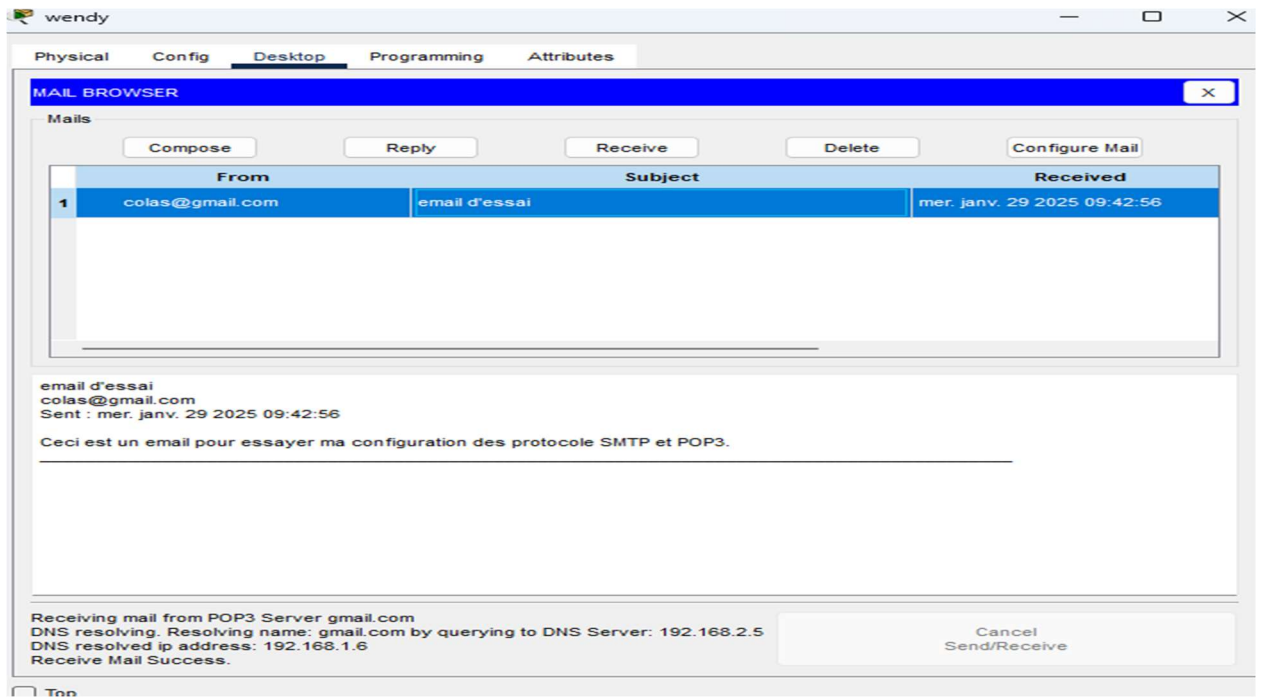 wendy
Physical Config Desktop Programming Attributes
MAIL BROWSER X
Mails
Compose Reply Receive Delete Configure Mail
From Subject Received
1 colas@gmail.com email d'essai mer. janv. 29 2025 09:42:56
email d'essai
colas@gmail.com
Sent : mer. janv. 29 2025 09:42:56
Ceci est un email pour essayer ma configuration des protocole SMTP et POP3.
Receiving mail from POP3 Server gmail.com
DNS resolving. Resolving name: gmail.com by querying to DNS Server: 192.168.2.5
DNS resolved ip address: 192.168.1.6
Receive Mail Success.
Cancel
Send/Receive
Top